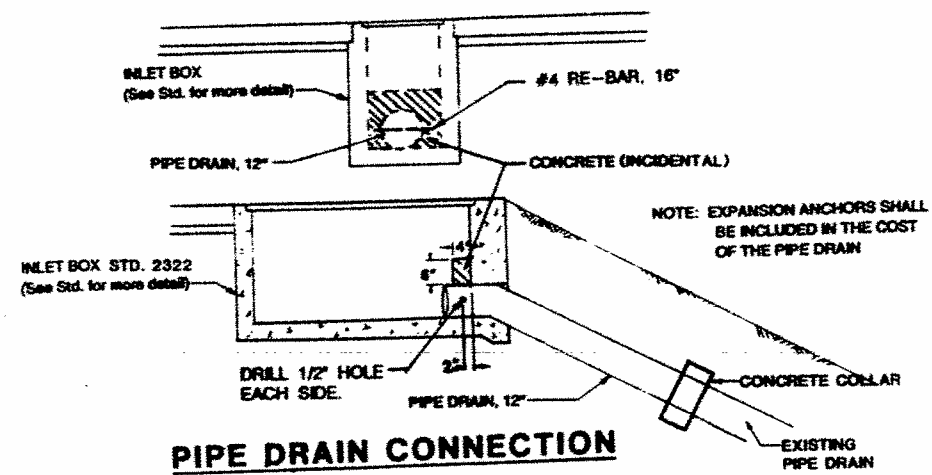 INLET BOX
(See Std. for more detail)
#4 RE-BAR, 16"
PIPE DRAIN, 12"
CONCRETE (INCIDENTAL)
NOTE: EXPANSION ANCHORS SHALL
BE INCLUDED IN THE COST
OF THE PIPE DRAIN
4"
6"
INLET BOX STD. 2322
(See Std. for more detail)
DRILL 1/2" HOLE
EACH SIDE.
2"
PIPE DRAIN, 12"
CONCRETE COLLAR
EXISTING
PIPE DRAIN
PIPE DRAIN CONNECTION